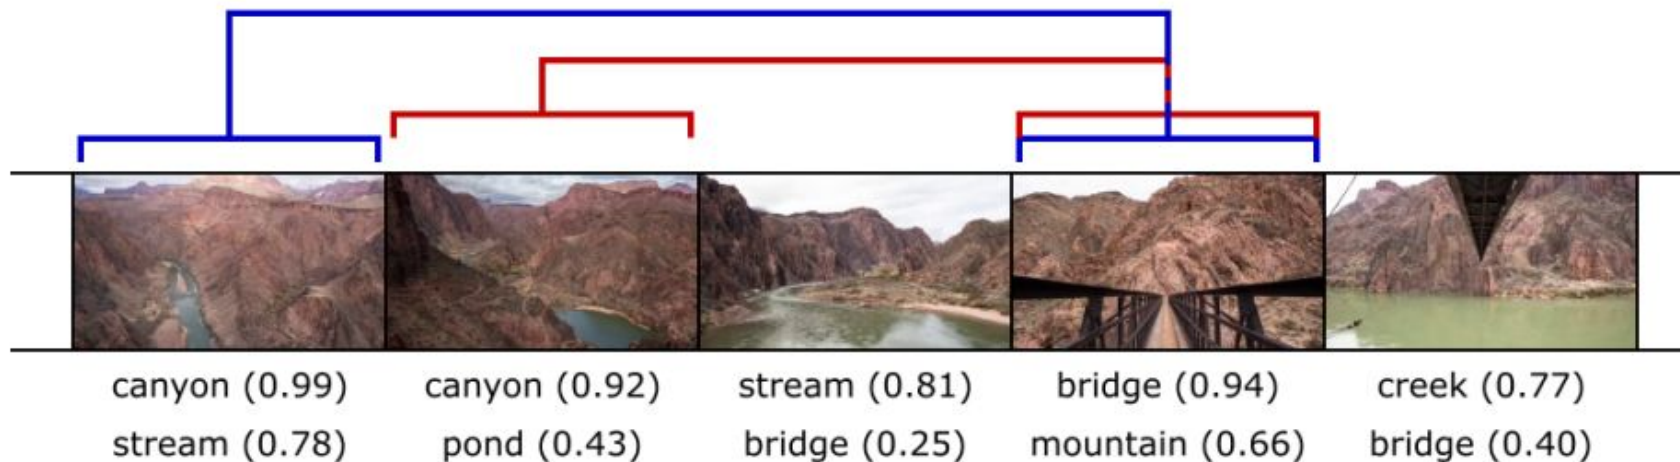 canyon (0.99) canyon (0.92) stream (0.81) bridge (0.94) creek (0.77)
stream (0.78) pond (0.43) bridge (0.25) mountain (0.66) bridge (0.40)